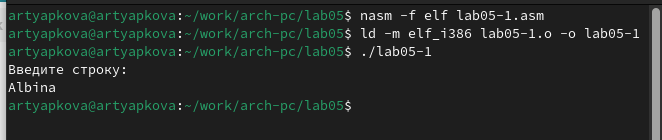 artyapkova@artyapkova:~/work/arch-pc/lab05$ nasm -f elf lab05-1.asm
artyapkova@artyapkova:~/work/arch-pc/lab05$ ld -m elf_i386 lab05-1.o -o lab05-1
artyapkova@artyapkova:~/work/arch-pc/lab05$ ./lab05-1
Введите строку:
Albina
artyapkova@artyapkova:~/work/arch-pc/lab05$